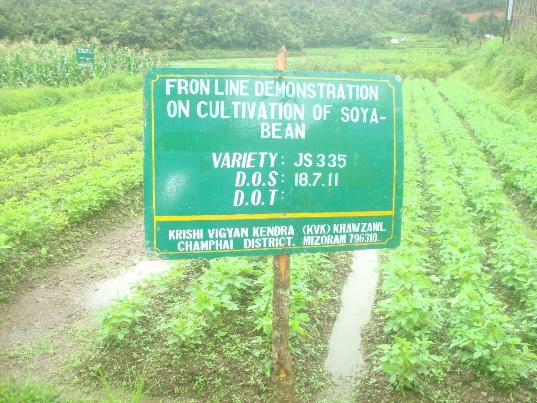 FRON LINE DEMONSTRATION
ON CULTIVATION OF SOYA-
BEAN
VARIETY: JS 335
D.O.S : 18.7.11
D.O.T :
KRISHI VIGYAN KENDRA (KVK) KHAWZAWL
CHAMPHAI DISTRICT, MIZORAM 796310.